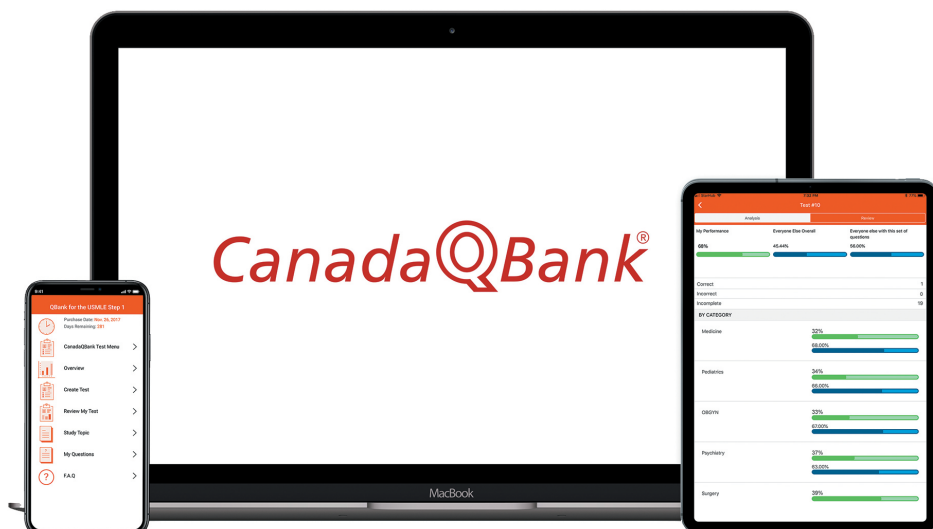 CanadaQBank®
MacBook
9:41
QBank for the USMLE Step 1
Purchase Date: Nov. 26, 2017
Days Remaining: 281
CanadaQBank Test Menu
Overview
Create Test
Review My Test
Study Topic
My Questions
F.A.Q
7:43 PM
Test #10
Analysis
Review
My Performance
Everyone Else Overall
Everyone else with this set of
questions
68%
45.44%
56.00%
Correct
1
Incorrect
0
Incomplete
19
BY CATEGORY
Medicine
32%
68.00%
Pediatrics
34%
66.00%
OBGYN
33%
67.00%
Psychiatry
37%
63.00%
Surgery
39%